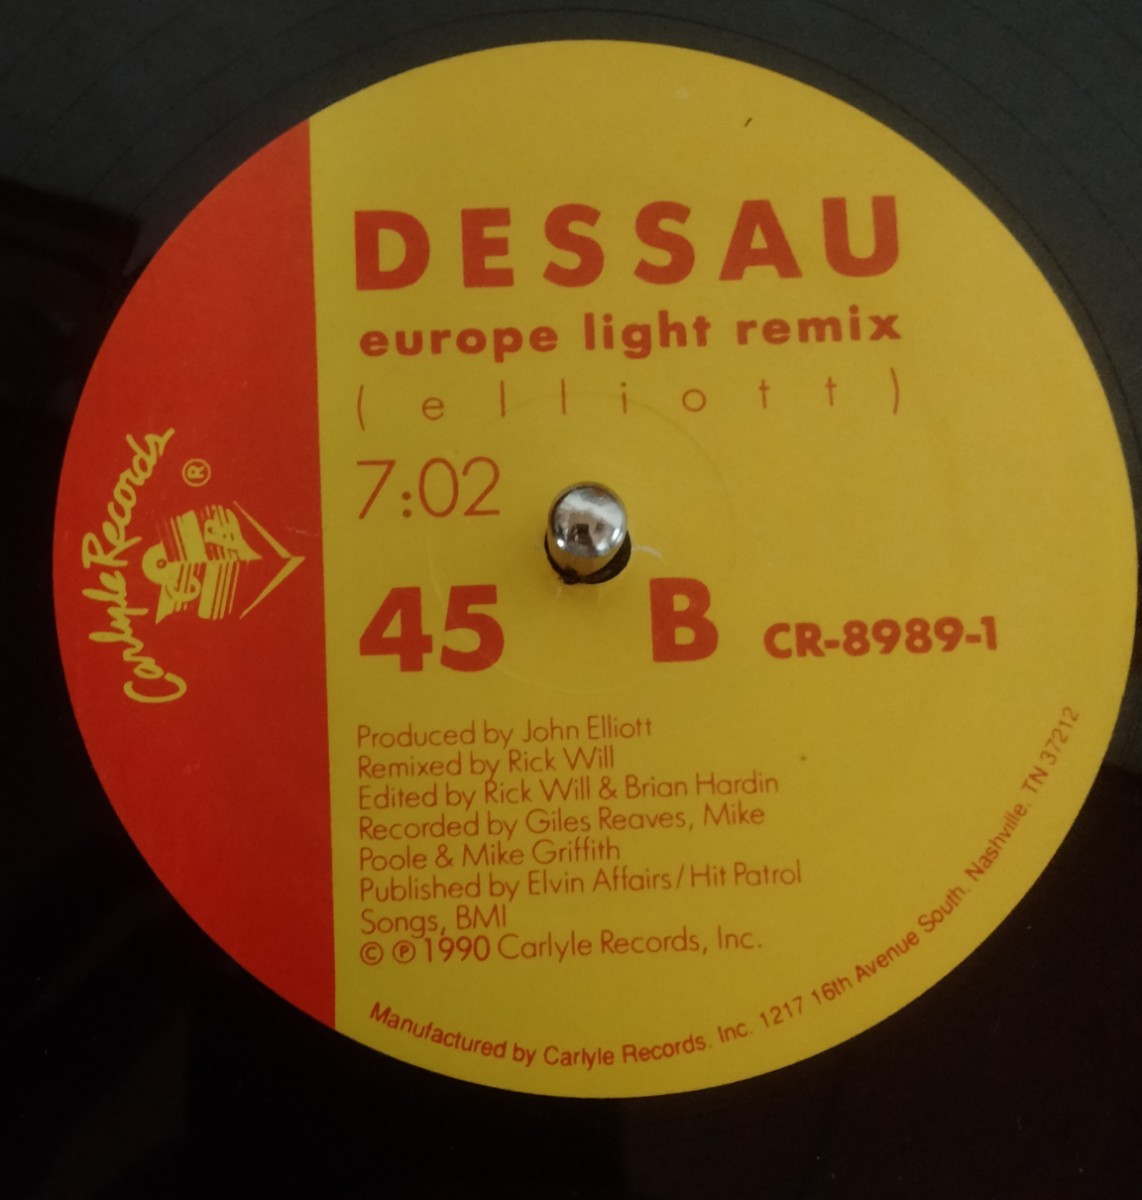 DESSAU
europe light remix
( e l l i o t t )
7:02
45 B CR-8989-1
Produced by John Elliott
Remixed by Rick Will
Edited by Rick Will & Brian Hardin
Recorded by Giles Reaves, Mike
Poole & Mike Griffith
Published by Elvin Affairs/Hit Patrol
Songs, BMI
© ℗ 1990 Carlyle Records, Inc.
Manufactured by Carlyle Records, Inc. 1217 16th Avenue South, Nashville, TN 37212
Carlyle Records ®